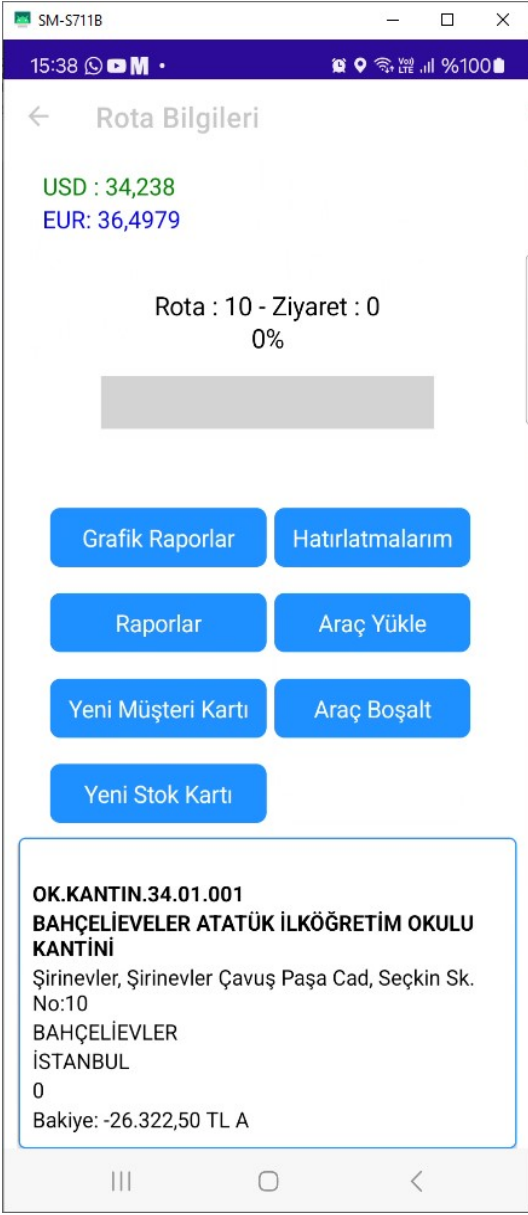 SM-S711B
15:38 M • Vo) LTE %100
Rota Bilgileri
USD : 34,238
EUR: 36,4979
Rota : 10 - Ziyaret : 0
0%
Grafik Raporlar Hatırlatmalarım
Raporlar Araç Yükle
Yeni Müşteri Kartı Araç Boşalt
Yeni Stok Kartı
OK.KANTIN.34.01.001
BAHÇELİEVELER ATATÜK İLKÖĞRETİM OKULU
KANTİNİ
Şirinevler, Şirinevler Çavuş Paşa Cad, Seçkin Sk.
No:10
BAHÇELİEVLER
İSTANBUL
0
Bakiye: -26.322,50 TL A